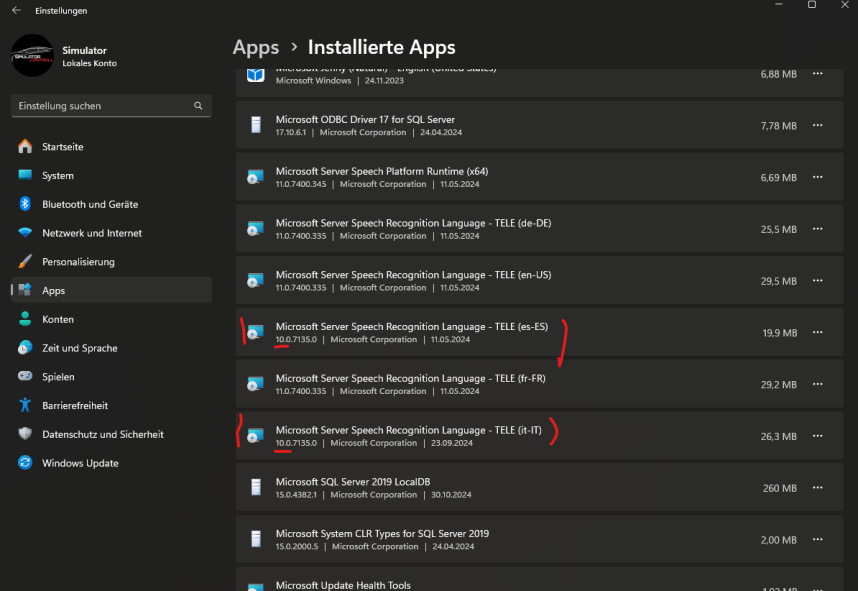 Einstellungen
Simulator
Lokales Konto
Einstellung suchen
Startseite
System
Bluetooth und Geräte
Netzwerk und Internet
Personalisierung
Apps
Konten
Zeit und Sprache
Spielen
Barrierefreiheit
Datenschutz und Sicherheit
Windows Update
Apps › Installierte Apps
Microsoft Jenny (Natural) - English (United States)
Microsoft Windows | 24.11.2023
6,88 MB
Microsoft ODBC Driver 17 for SQL Server
17.10.6.1 | Microsoft Corporation | 24.04.2024
7,78 MB
Microsoft Server Speech Platform Runtime (x64)
11.0.7400.345 | Microsoft Corporation | 11.05.2024
6,69 MB
Microsoft Server Speech Recognition Language - TELE (de-DE)
11.0.7400.335 | Microsoft Corporation | 11.05.2024
25,5 MB
Microsoft Server Speech Recognition Language - TELE (en-US)
11.0.7400.335 | Microsoft Corporation | 11.05.2024
29,5 MB
Microsoft Server Speech Recognition Language - TELE (es-ES)
10.0.7135.0 | Microsoft Corporation | 11.05.2024
19,9 MB
Microsoft Server Speech Recognition Language - TELE (fr-FR)
11.0.7400.335 | Microsoft Corporation | 11.05.2024
29,2 MB
Microsoft Server Speech Recognition Language - TELE (it-IT)
10.0.7135.0 | Microsoft Corporation | 23.09.2024
26,3 MB
Microsoft SQL Server 2019 LocalDB
15.0.4382.1 | Microsoft Corporation | 30.10.2024
260 MB
Microsoft System CLR Types for SQL Server 2019
15.0.2000.5 | Microsoft Corporation | 24.04.2024
2,00 MB
Microsoft Update Health Tools